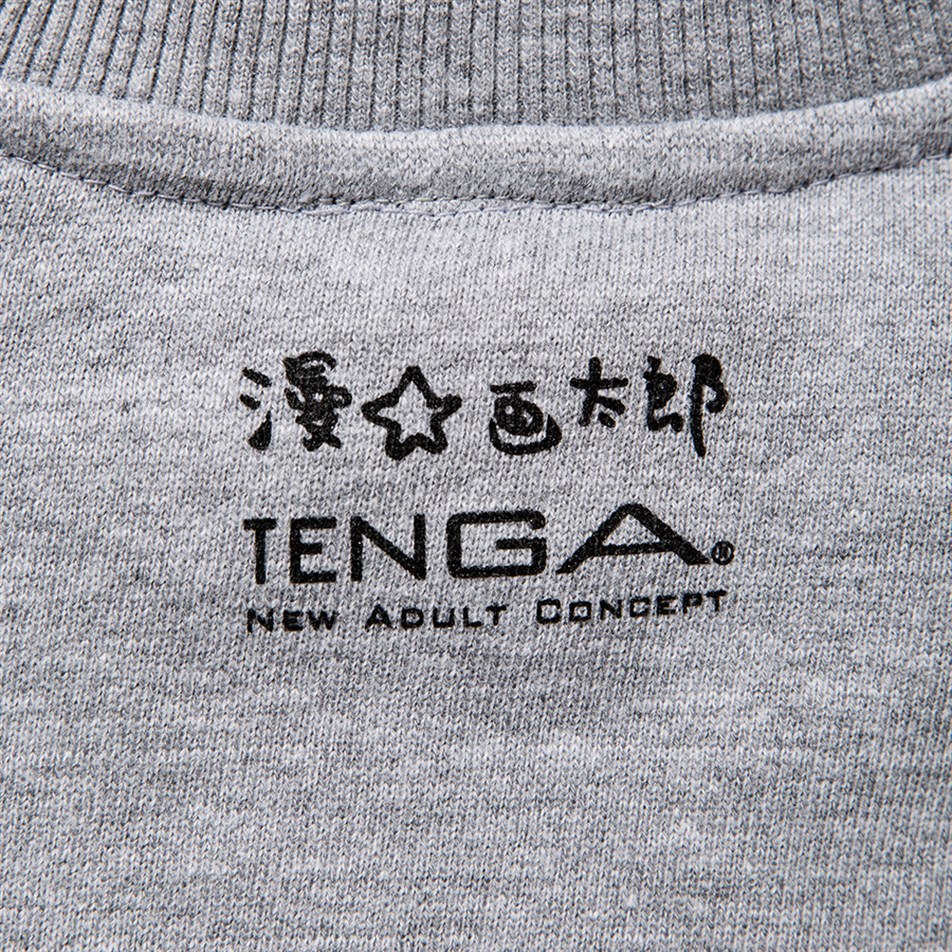 漫☆画太郎
TENGA®
NEW ADULT CONCEPT